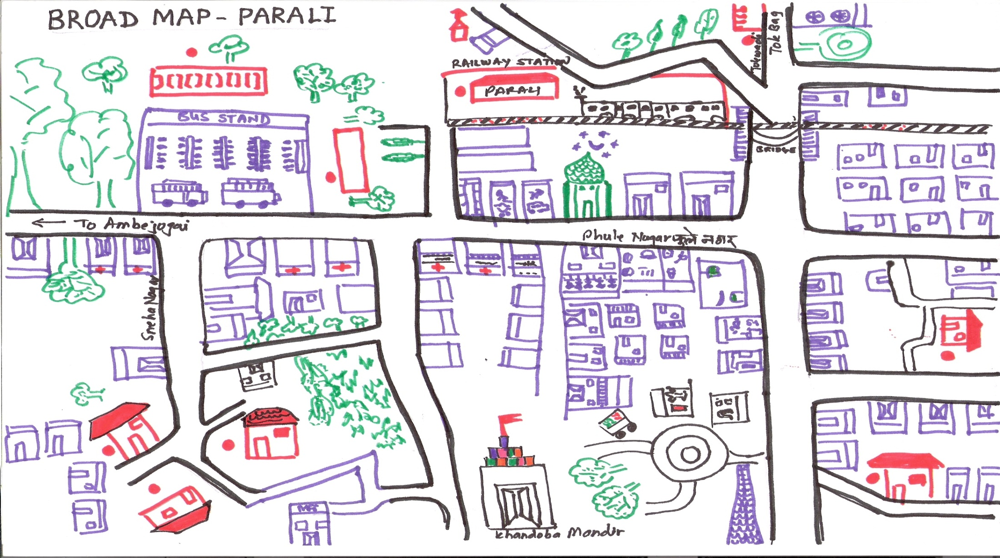 BROAD MAP - PARALI
Tokwadi
Tok Bag
RAILWAY STATION
PARALI
BUS STAND
BRIDGE
← To Ambejogai
Phule Nagar फुले नगर
Sneha Nagar
Khandoba Mandir